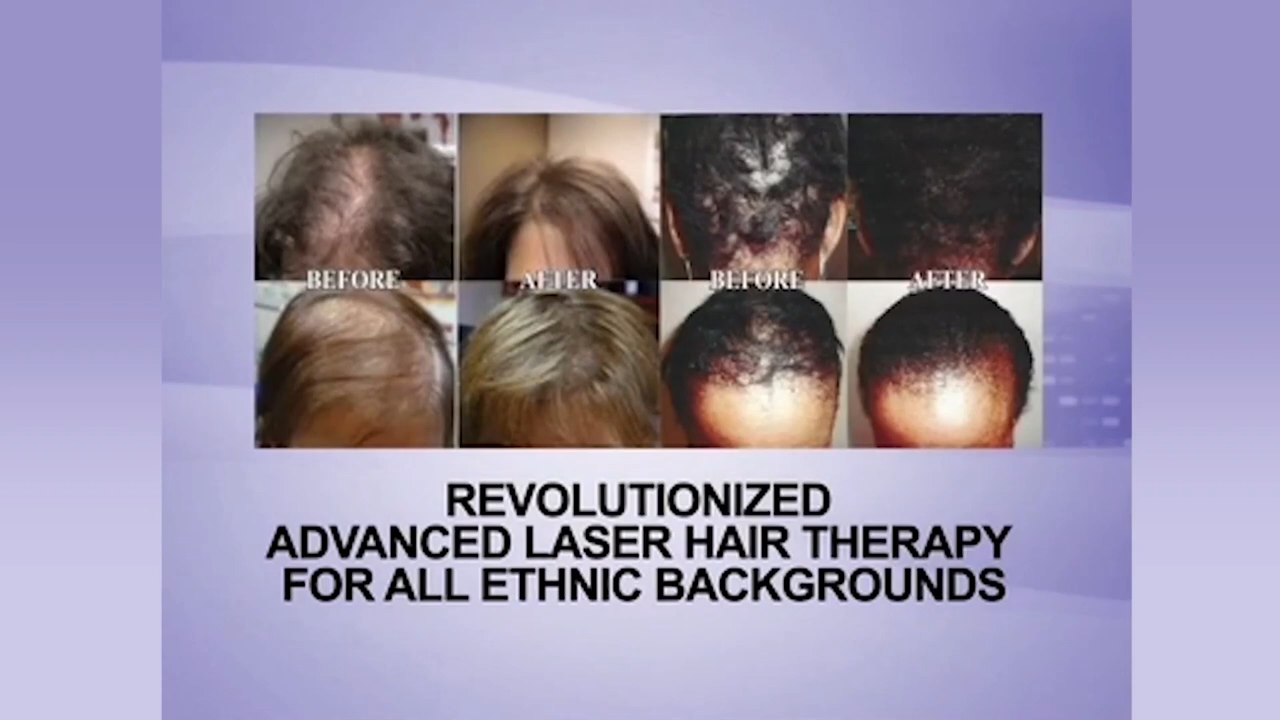 BEFORE AFTER BEFORE AFTER
REVOLUTIONIZED
ADVANCED LASER HAIR THERAPY
FOR ALL ETHNIC BACKGROUNDS